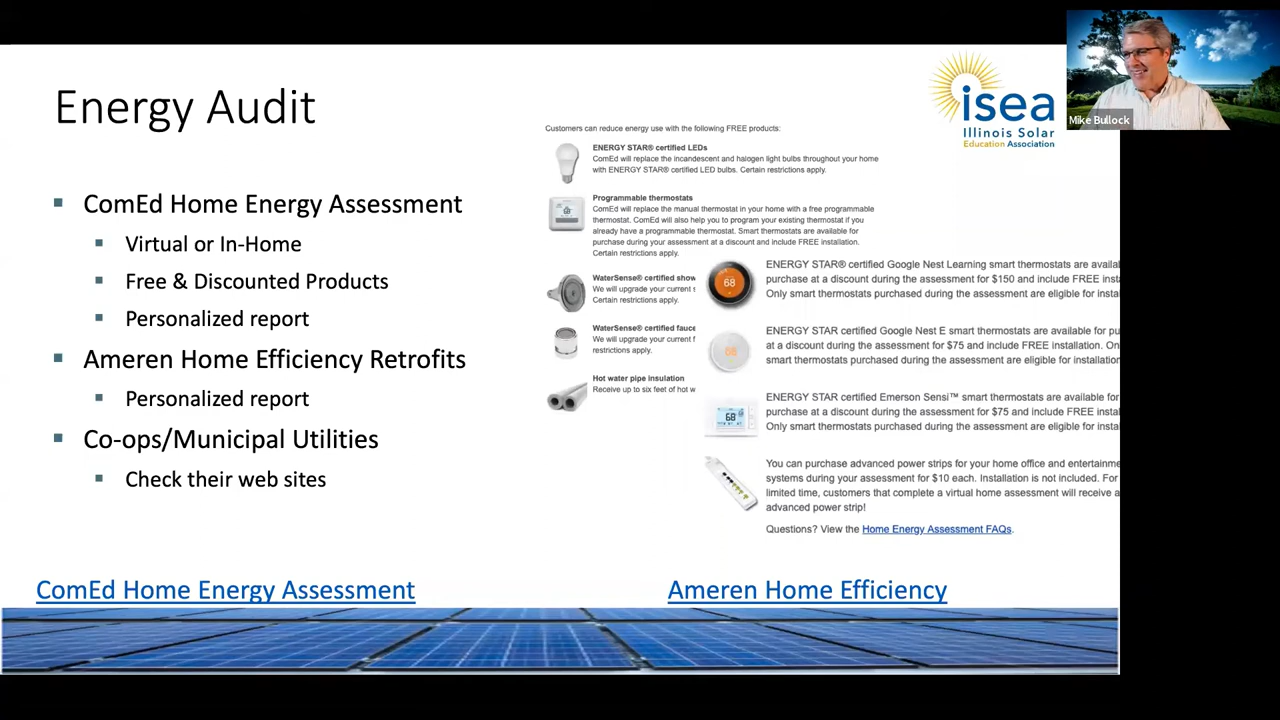 Energy Audit
ComEd Home Energy Assessment
Virtual or In-Home
Free & Discounted Products
Personalized report
Ameren Home Efficiency Retrofits
Personalized report
Co-ops/Municipal Utilities
Check their web sites
ComEd Home Energy Assessment
Ameren Home Efficiency
Customers can reduce energy use with the following FREE products:
ENERGY STAR® certified LEDs
ComEd will replace the incandescent and halogen light bulbs throughout your home
with ENERGY STAR® certified LED bulbs. Certain restrictions apply.
Programmable thermostats
ComEd will replace the manual thermostat in your home with a free programmable
thermostat. ComEd will also help you to program your existing thermostat if you
already have a programmable thermostat. Smart thermostats are available for
purchase during your assessment at a discount and include FREE installation.
Certain restrictions apply.
WaterSense® certified show
We will upgrade your current s
Certain restrictions apply.
WaterSense® certified fauce
We will upgrade your current f
restrictions apply.
Hot water pipe insulation
Receive up to six feet of hot w
ENERGY STAR® certified Google Nest Learning smart thermostats are availa
purchase at a discount during the assessment for $150 and include FREE insta
Only smart thermostats purchased during the assessment are eligible for instal
ENERGY STAR certified Google Nest E smart thermostats are available for pu
at a discount during the assessment for $75 and include FREE installation. On
smart thermostats purchased during the assessment are eligible for installation
ENERGY STAR certified Emerson Sensi™ smart thermostats are available for
purchase at a discount during the assessment for $75 and include FREE instal
Only smart thermostats purchased during the assessment are eligible for instal
You can purchase advanced power strips for your home office and entertainme
systems during your assessment for $10 each. Installation is not included. For
limited time, customers that complete a virtual home assessment will receive a
advanced power strip!
Questions? View the Home Energy Assessment FAQs.
68
68
68
isea
Illinois Solar
Education Association
Mike Bullock